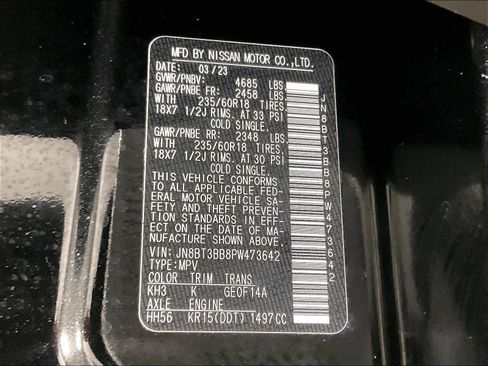 MFD BY NISSAN MOTOR CO.,LTD.
DATE: 03/23
GVWR/PNBV: 4685 LBS
GAWR/PNBE FR: 2458 LBS.
WITH 235/60R18 TIRES
18X7 1/2J RIMS, AT 33 PSI
COLD SINGLE.
GAWR/PNBE RR: 2348 LBS.
WITH 235/60R18 TIRES
18X7 1/2J RIMS, AT 30 PSI
COLD SINGLE.
THIS VEHICLE CONFORMS
TO ALL APPLICABLE FED-
ERAL MOTOR VEHICLE SA-
FETY AND THEFT PREVEN-
TION STANDARDS IN EFF-
ECT ON THE DATE OF MA-
NUFACTURE SHOWN ABOVE.
VIN: JN8BT3BB8PW473642
TYPE: MPV
COLOR TRIM TRANS
KH3 K GE0F14A
AXLE ENGINE
HH56 KR15(DDT) 1497CC
JN8BT3BB8PW473642